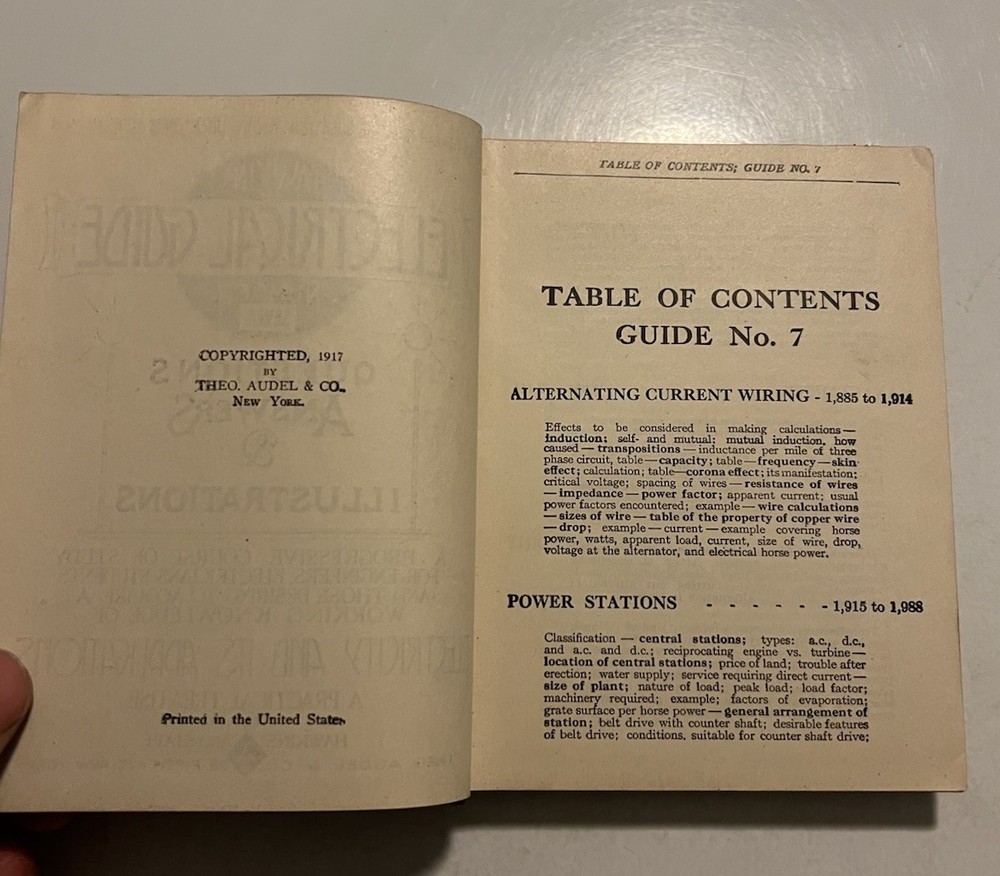 COPYRIGHTED, 1917
BY
THEO. AUDEL & CO.,
NEW YORK.
Printed in the United States
TABLE OF CONTENTS; GUIDE NO. 7
TABLE OF CONTENTS
GUIDE No. 7
ALTERNATING CURRENT WIRING - 1,885 to 1,914
Effects to be considered in making calculations—
induction; self- and mutual; mutual induction, how
caused — transpositions — inductance per mile of three
phase circuit, table — capacity; table — frequency — skin
effect; calculation; table — corona effect; its manifestation;
critical voltage; spacing of wires — resistance of wires
— impedance — power factor; apparent current; usual
power factors encountered; example — wire calculations
— sizes of wire — table of the property of copper wire
— drop; example — current — example covering horse
power, watts, apparent load, current, size of wire, drop,
voltage at the alternator, and electrical horse power.
POWER STATIONS - - - - - - 1,915 to 1,988
Classification — central stations; types: a.c., d.c.,
and a.c. and d.c.; reciprocating engine vs. turbine —
location of central stations; price of land; trouble after
erection; water supply; service requiring direct current —
size of plant; nature of load; peak load; load factor;
machinery required; example; factors of evaporation;
grate surface per horse power — general arrangement of
station; belt drive with counter shaft; desirable features
of belt drive; conditions. suitable for counter shaft drive;